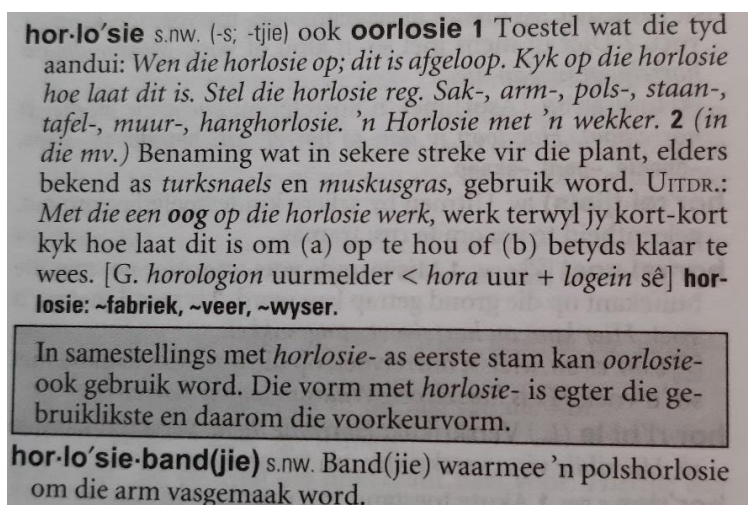 hor·lo′sie s.nw. (-s; -tjie) ook oorlosie 1 Toestel wat die tyd
aandui: Wen die horlosie op; dit is afgeloop. Kyk op die horlosie
hoe laat dit is. Stel die horlosie reg. Sak-, arm-, pols-, staan-,
tafel-, muur-, hanghorlosie. ’n Horlosie met ’n wekker. 2 (in
die mv.) Benaming wat in sekere streke vir die plant, elders
bekend as turksnaels en muskusgras, gebruik word. UITDR.:
Met die een oog op die horlosie werk, werk terwyl jy kort-kort
kyk hoe laat dit is om (a) op te hou of (b) betyds klaar te
wees. [G. horologion uurmelder < hora uur + logein sê] hor-
losie: ~fabriek, ~veer, ~wyser.
In samestellings met horlosie- as eerste stam kan oorlosie-
ook gebruik word. Die vorm met horlosie- is egter die ge-
bruiklikste en daarom die voorkeurvorm.
hor·lo′sie·band(jie) s.nw. Band(jie) waarmee ’n polshorlosie
om die arm vasgemaak word.